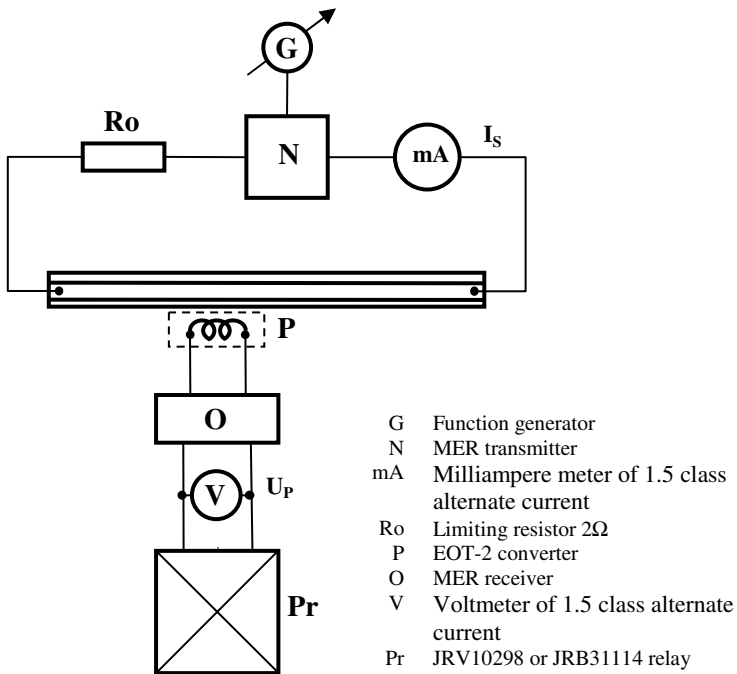 G
Ro
N
mA
I_S
P
O
V
U_P
Pr
G Function generator
N MER transmitter
mA Milliampere meter of 1.5 class
alternate current
Ro Limiting resistor 2Ω
P EOT-2 converter
O MER receiver
V Voltmeter of 1.5 class alternate
current
Pr JRV10298 or JRB31114 relay